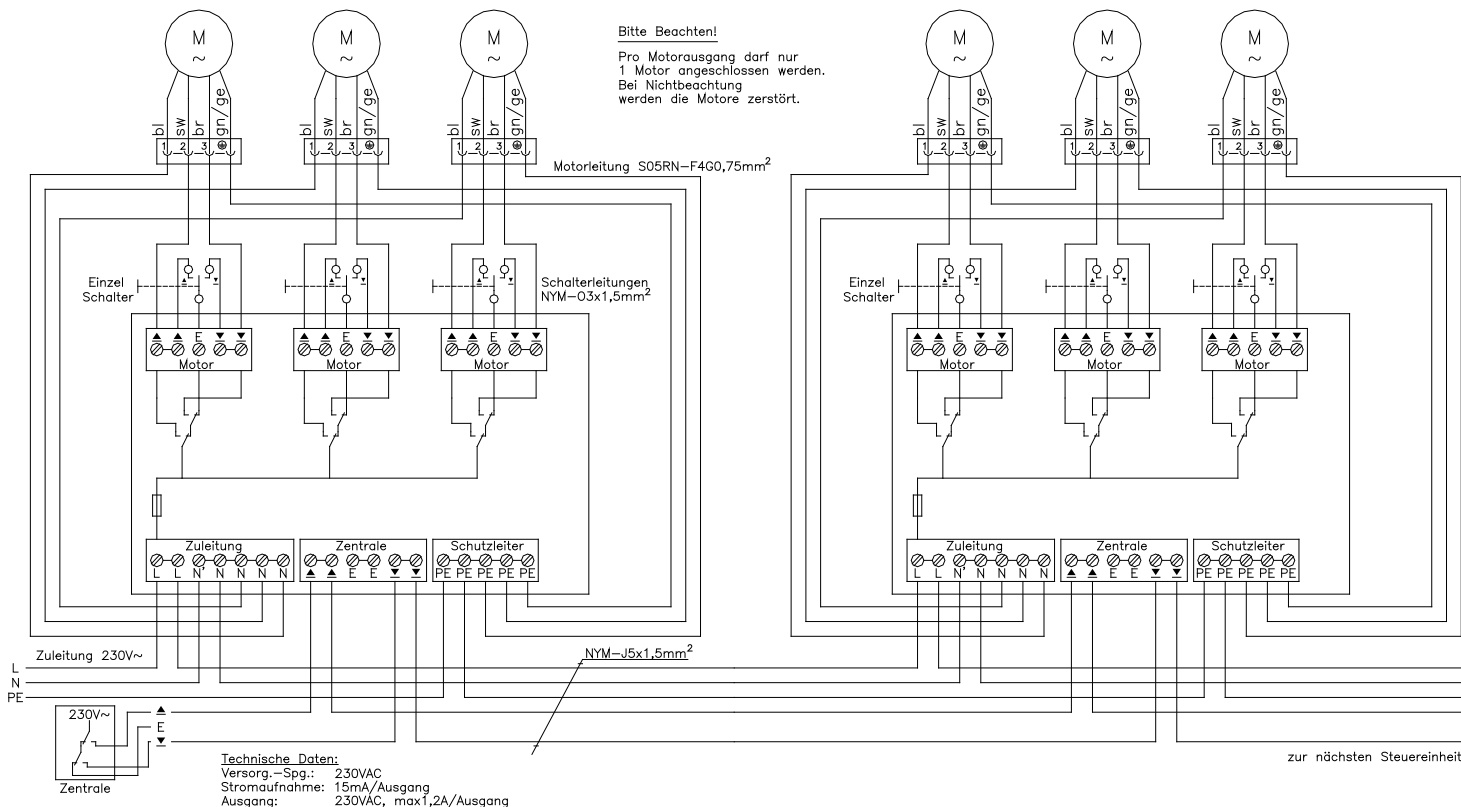 M M M M M M
~ ~ ~ ~ ~ ~
Bitte Beachten!
Pro Motorausgang darf nur
1 Motor angeschlossen werden.
Bei Nichtbeachtung
werden die Motore zerstört.
bl sw br gn/ge bl sw br gn/ge bl sw br gn/ge bl sw br gn/ge bl sw br gn/ge bl sw br gn/ge
1 2 3 1 2 3 1 2 3 1 2 3 1 2 3 1 2 3
Motorleitung S05RN-F4G0,75mm²
Einzel
Schalter
Schalterleitungen
NYM-O3x1,5mm²
Einzel
Schalter
E E E E E E
Motor Motor Motor Motor Motor Motor
Zuleitung Zentrale Schutzleiter Zuleitung Zentrale Schutzleiter
L L N' N N N N E E PE PE PE PE PE L L N' N N N N E E PE PE PE PE PE
Zuleitung 230V~
NYM-J5x1,5mm²
L
N
PE
230V~
E
Zentrale
zur nächsten Steuereinheit
Technische Daten:
Versorg.-Spg.: 230VAC
Stromaufnahme: 15mA/Ausgang
Ausgang: 230VAC, max1,2A/Ausgang